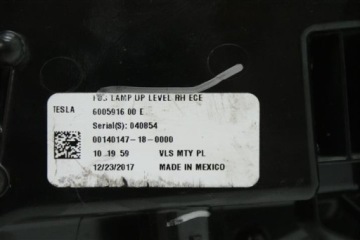 FOG LAMP UP LEVEL RH ECE
TESLA 6005916 00 E
Serial(S): 040854
00140147-18-0000
10 19 59 VLS MTY PL
12/23/2017 MADE IN MEXICO